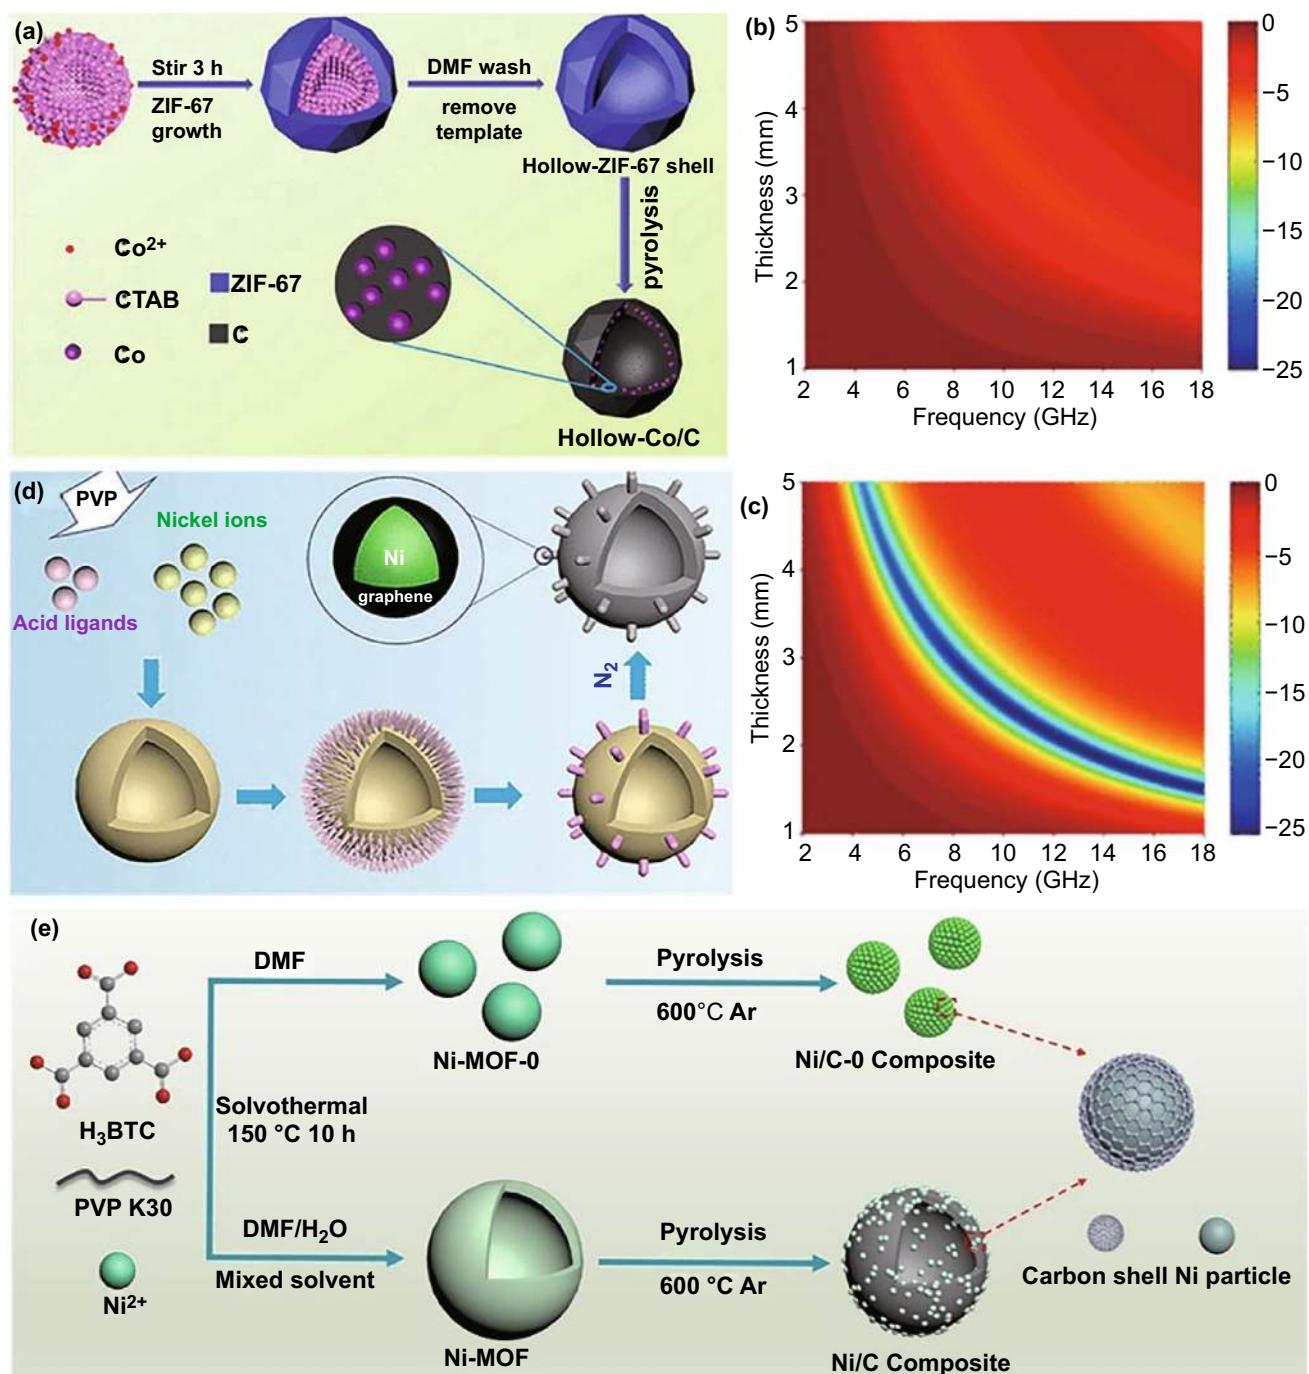 (a)
Stir 3 h
ZIF-67
growth
DMF wash
remove
template
Hollow-ZIF-67 shell
pyrolysis
Co2+
CTAB
Co
ZIF-67
C
Hollow-Co/C
(b)
5
4
3
2
1
Thickness (mm)
2 4 6 8 10 12 14 16 18
Frequency (GHz)
0
−5
−10
−15
−20
−25
(d)
PVP
Nickel ions
Acid ligands
Ni
graphene
N2
(c)
5
4
3
2
1
Thickness (mm)
2 4 6 8 10 12 14 16 18
Frequency (GHz)
0
−5
−10
−15
−20
−25
(e)
H3BTC
PVP K30
Ni2+
DMF
Solvothermal
150 °C 10 h
DMF/H2O
Mixed solvent
Ni-MOF-0
Pyrolysis
600°C Ar
Ni/C-0 Composite
Ni-MOF
Pyrolysis
600 °C Ar
Ni/C Composite
Carbon shell Ni particle